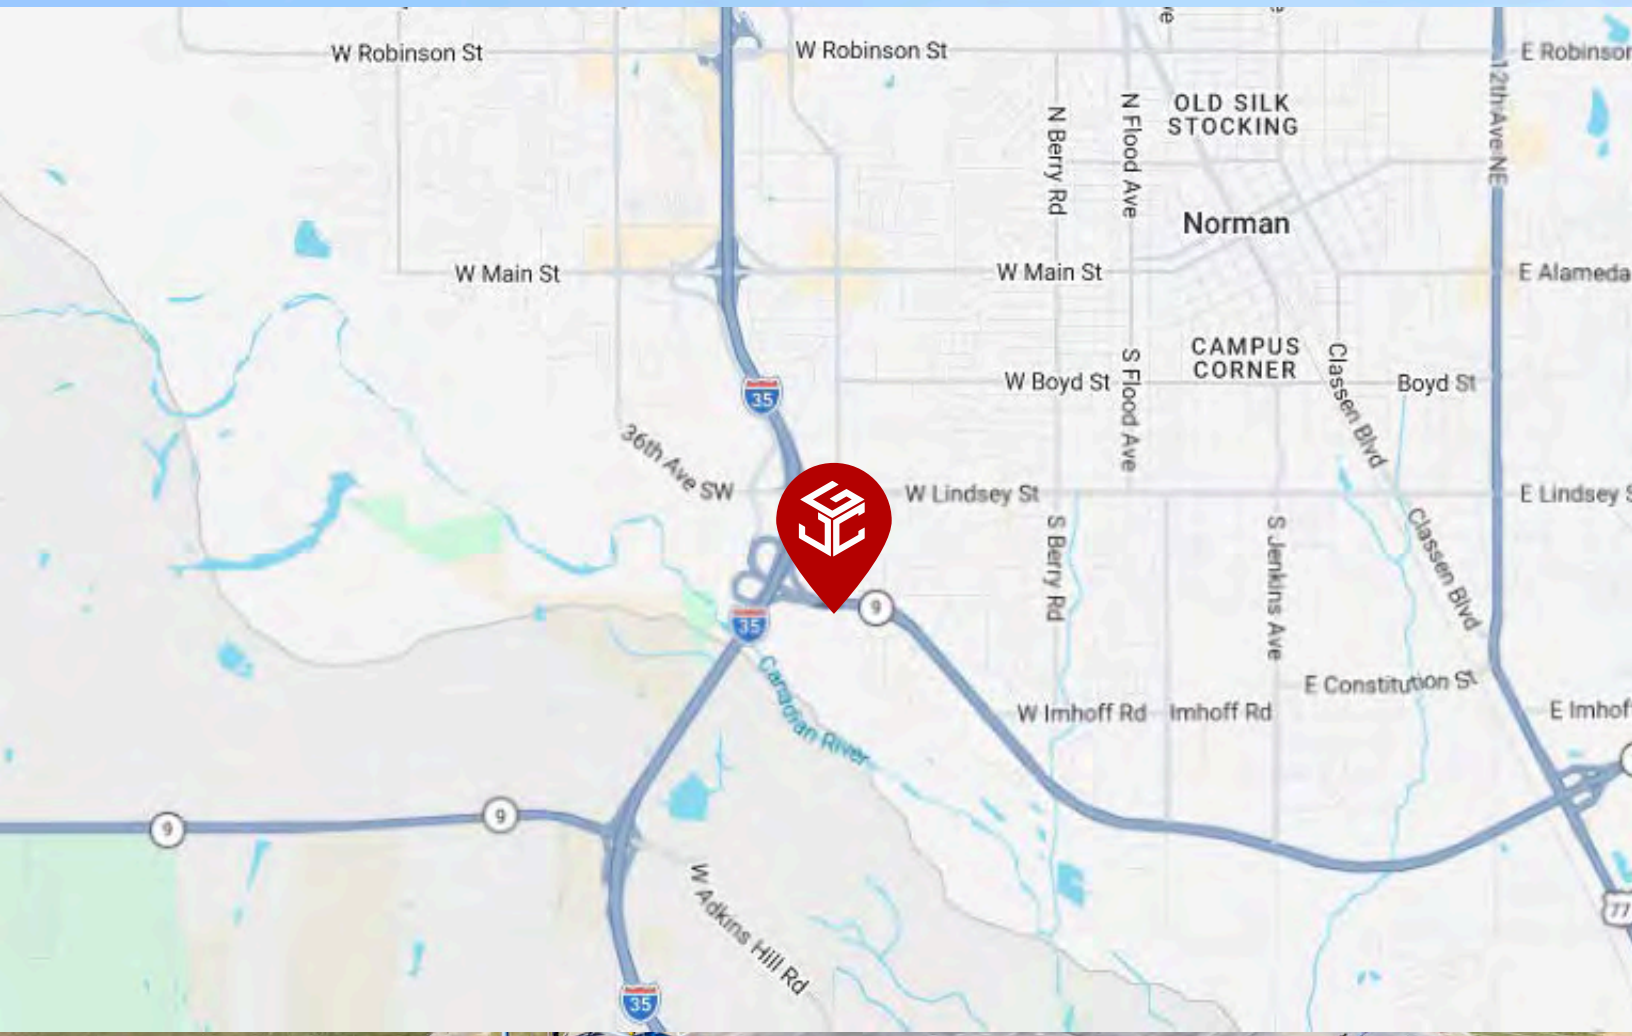 W Robinson St
W Robinson St
E Robinson
12th Ave NE
N Berry Rd
N Flood Ave
OLD SILK
STOCKING
Norman
W Main St
W Main St
E Alameda
35
CAMPUS
CORNER
W Boyd St
S Flood Ave
Classen Blvd
Boyd St
36th Ave SW
W Lindsey St
E Lindsey S
GJC
S Berry Rd
S Jenkins Ave
Classen Blvd
9
35
Canadian River
E Constitution St
W Imhoff Rd
Imhoff Rd
E Imhof
9
9
W Adkins Hill Rd
77
35